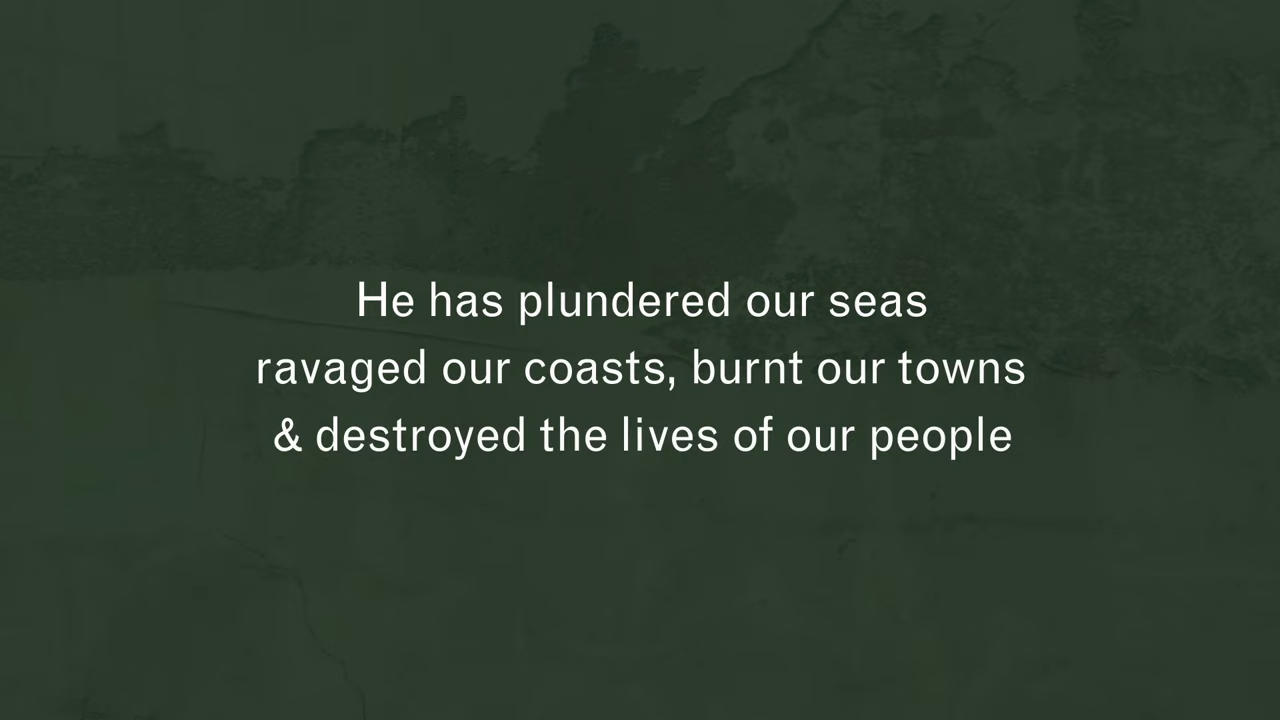 He has plundered our seas
ravaged our coasts, burnt our towns
& destroyed the lives of our people